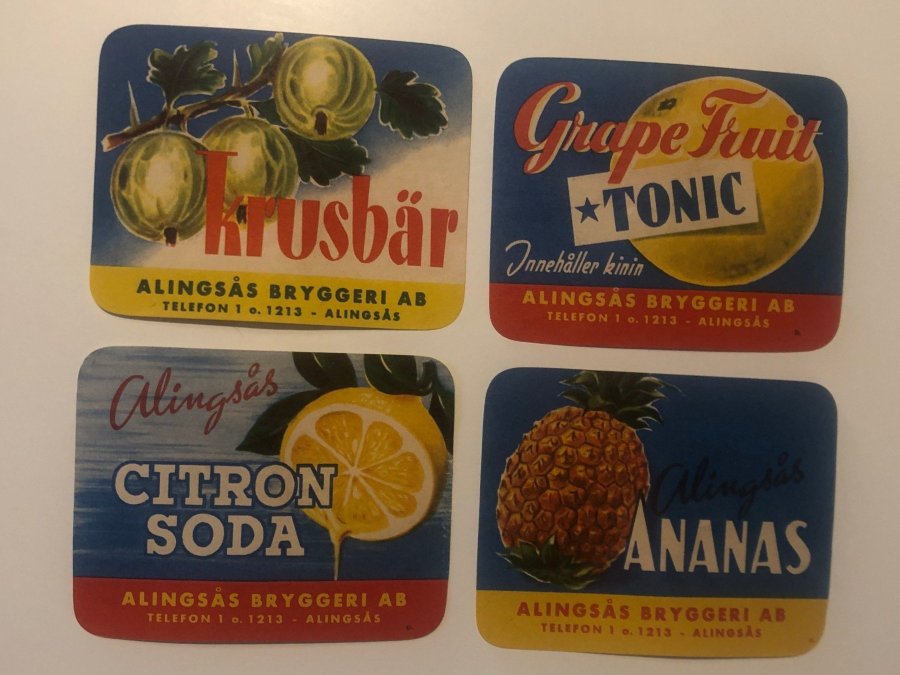 krusbär
ALINGSÅS BRYGGERI AB
TELEFON 1 o. 1213 - ALINGSÅS
Grape Fruit
★TONIC
Innehåller kinin
ALINGSÅS BRYGGERI AB
TELEFON 1 o. 1213 - ALINGSÅS
Alingsås
CITRON
SODA
ALINGSÅS BRYGGERI AB
TELEFON 1 o. 1213 - ALINGSÅS
Alingsås
ANANAS
ALINGSÅS BRYGGERI AB
TELEFON 1 o. 1213 - ALINGSÅS